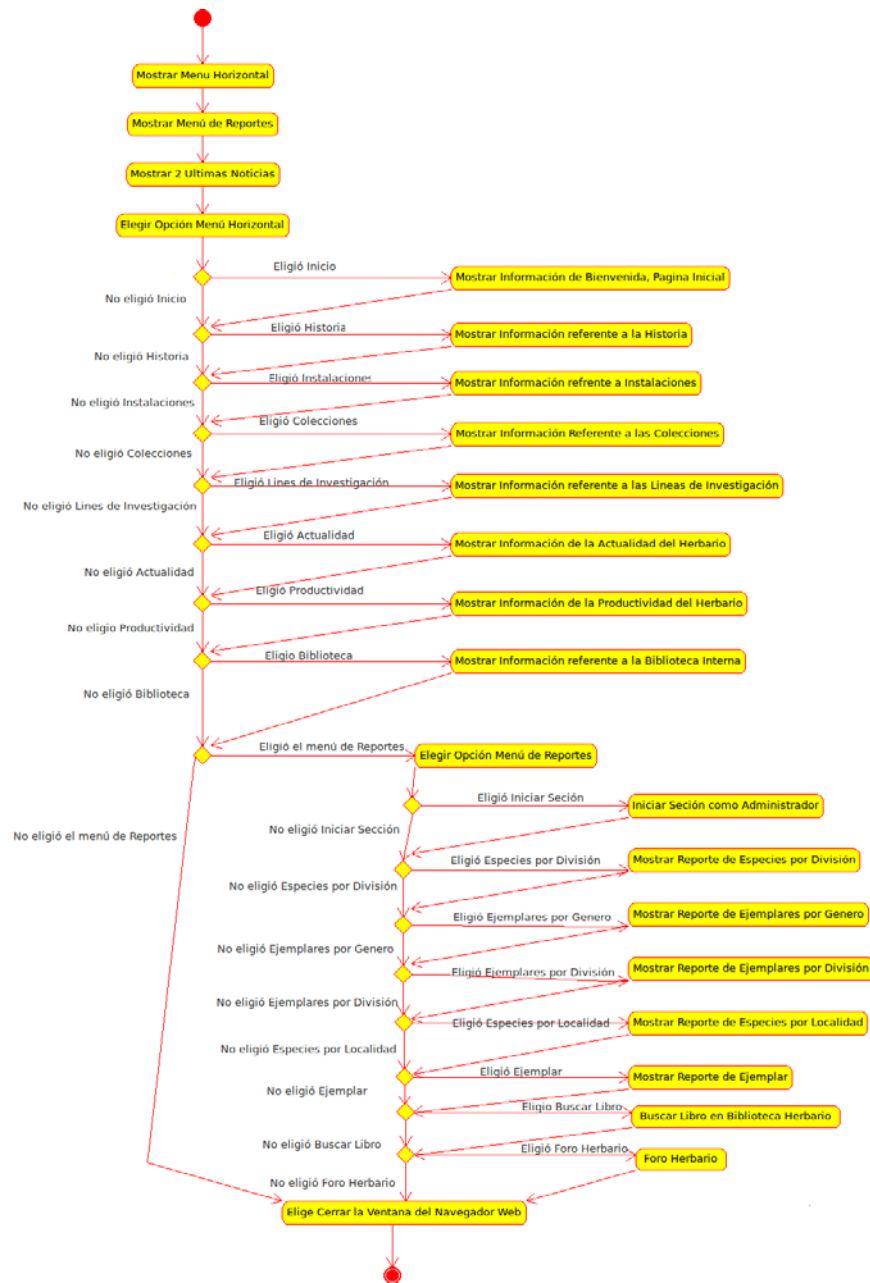 Mostrar Menu Horizontal
Mostrar Menú de Reportes
Mostrar 2 Ultimas Noticias
Elegir Opción Menú Horizontal
Eligió Inicio
Mostrar Información de Bienvenida, Pagina Inicial
No eligió Inicio
Eligió Historia
Mostrar Información referente a la Historia
No eligió Historia
Eligió Instalaciones
Mostrar Información refrente a Instalaciones
No eligió Instalaciones
Eligió Colecciones
Mostrar Información Referente a las Colecciones
No eligió Colecciones
Eligió Lines de Investigación
Mostrar Información referente a las Lineas de Investigación
No eligió Lines de Investigación
Eligió Actualidad
Mostrar Información de la Actualidad del Herbario
No eligió Actualidad
Eligió Productividad
Mostrar Información de la Productividad del Herbario
No eligio Productividad
Eligio Biblioteca
Mostrar Información referente a la Biblioteca Interna
No eligió Biblioteca
Eligió el menú de Reportes
Elegir Opción Menú de Reportes
Eligió Iniciar Seción
Iniciar Seción como Administrador
No eligió el menú de Reportes
No eligió Iniciar Sección
Eligió Especies por División
Mostrar Reporte de Especies por División
No eligió Especies por División
Eligió Ejemplares por Genero
Mostrar Reporte de Ejemplares por Genero
No eligió Ejemplares por Genero
Eligió Ejemplares por División
Mostrar Reporte de Ejemplares por División
No eligió Ejemplares por División
Eligió Especies por Localidad
Mostrar Reporte de Especies por Localidad
No eligió Especies por Localidad
Eligió Ejemplar
Mostrar Reporte de Ejemplar
No eligió Ejemplar
Eligio Buscar Libro
Buscar Libro en Biblioteca Herbario
No eligió Buscar Libro
Eligió Foro Herbario
Foro Herbario
No eligió Foro Herbario
Elige Cerrar la Ventana del Navegador Web